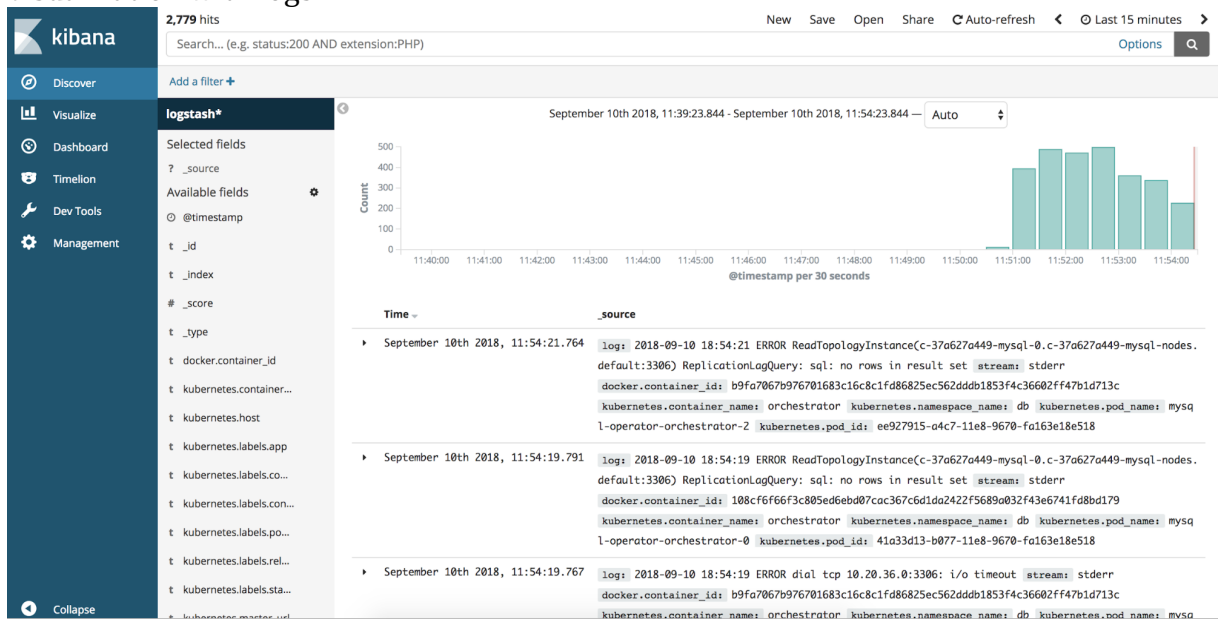 2,779 hits
New Save Open Share Auto-refresh Last 15 minutes
kibana
Search... (e.g. status:200 AND extension:PHP)
Options
Discover
Visualize
Dashboard
Timelion
Dev Tools
Management
Collapse
Add a filter +
logstash*
Selected fields
? _source
Available fields
@timestamp
t _id
t _index
# _score
t _type
t docker.container_id
t kubernetes.container...
t kubernetes.host
t kubernetes.labels.app
t kubernetes.labels.co...
t kubernetes.labels.con...
t kubernetes.labels.po...
t kubernetes.labels.rel...
t kubernetes.labels.sta...
t kubernetes.master_url
September 10th 2018, 11:39:23.844 - September 10th 2018, 11:54:23.844 — Auto
Count
500
400
300
200
100
0
11:40:00 11:41:00 11:42:00 11:43:00 11:44:00 11:45:00 11:46:00 11:47:00 11:48:00 11:49:00 11:50:00 11:51:00 11:52:00 11:53:00 11:54:00
@timestamp per 30 seconds
Time _source
September 10th 2018, 11:54:21.764
log: 2018-09-10 18:54:21 ERROR ReadTopologyInstance(c-37a627a449-mysql-0.c-37a627a449-mysql-nodes.
default:3306) ReplicationLagQuery: sql: no rows in result set stream: stderr
docker.container_id: b9fa7067b976701683c16c8c1fd86825ec562dddb1853f4c36602ff47b1d713c
kubernetes.container_name: orchestrator kubernetes.namespace_name: db kubernetes.pod_name: mysq
l-operator-orchestrator-2 kubernetes.pod_id: ee927915-a4c7-11e8-9670-fa163e18e518
September 10th 2018, 11:54:19.791
log: 2018-09-10 18:54:19 ERROR ReadTopologyInstance(c-37a627a449-mysql-0.c-37a627a449-mysql-nodes.
default:3306) ReplicationLagQuery: sql: no rows in result set stream: stderr
docker.container_id: 108cf6f66f3c805ed6ebd07cac367c6d1da2422f5689a032f43e6741fd8bd179
kubernetes.container_name: orchestrator kubernetes.namespace_name: db kubernetes.pod_name: mysq
l-operator-orchestrator-0 kubernetes.pod_id: 41a33d13-b077-11e8-9670-fa163e18e518
September 10th 2018, 11:54:19.767
log: 2018-09-10 18:54:19 ERROR dial tcp 10.20.36.0:3306: i/o timeout stream: stderr
docker.container_id: b9fa7067b976701683c16c8c1fd86825ec562dddb1853f4c36602ff47b1d713c
kubernetes.container_name: orchestrator kubernetes.namespace_name: db kubernetes.pod_name: mysq